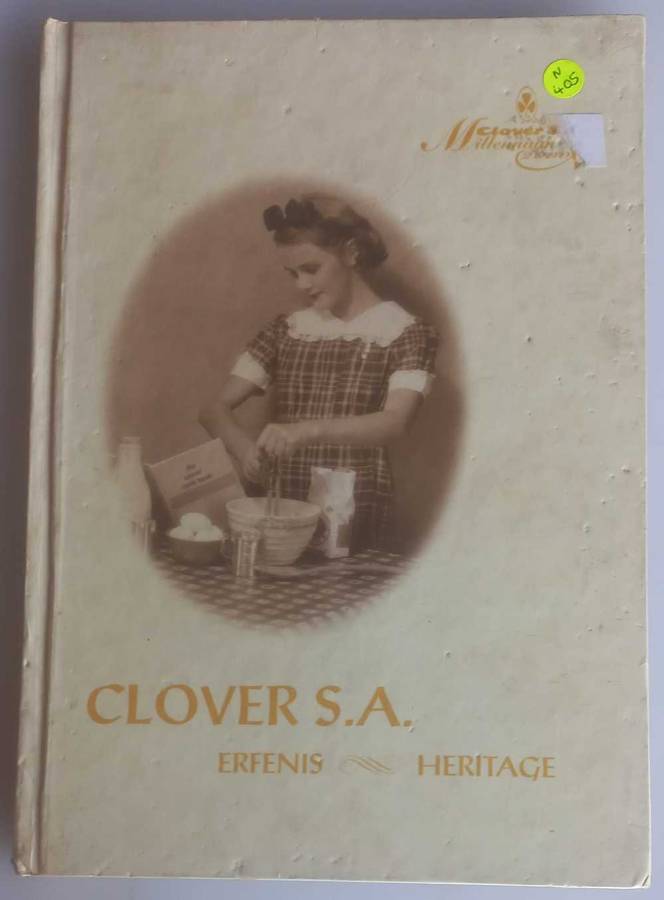 N
405
Clover's
Millennium
CLOVER S.A.
ERFENIS HERITAGE